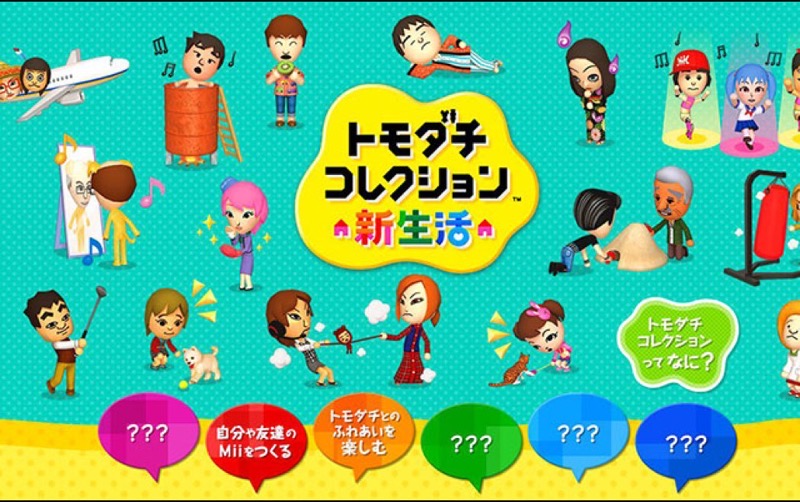 トモダチ
コレクション™
新生活
トモダチ
コレクション
って なに?
???
自分や友達の
Miiをつくる
トモダチとの
ふれあいを
楽しむ
???
???
???